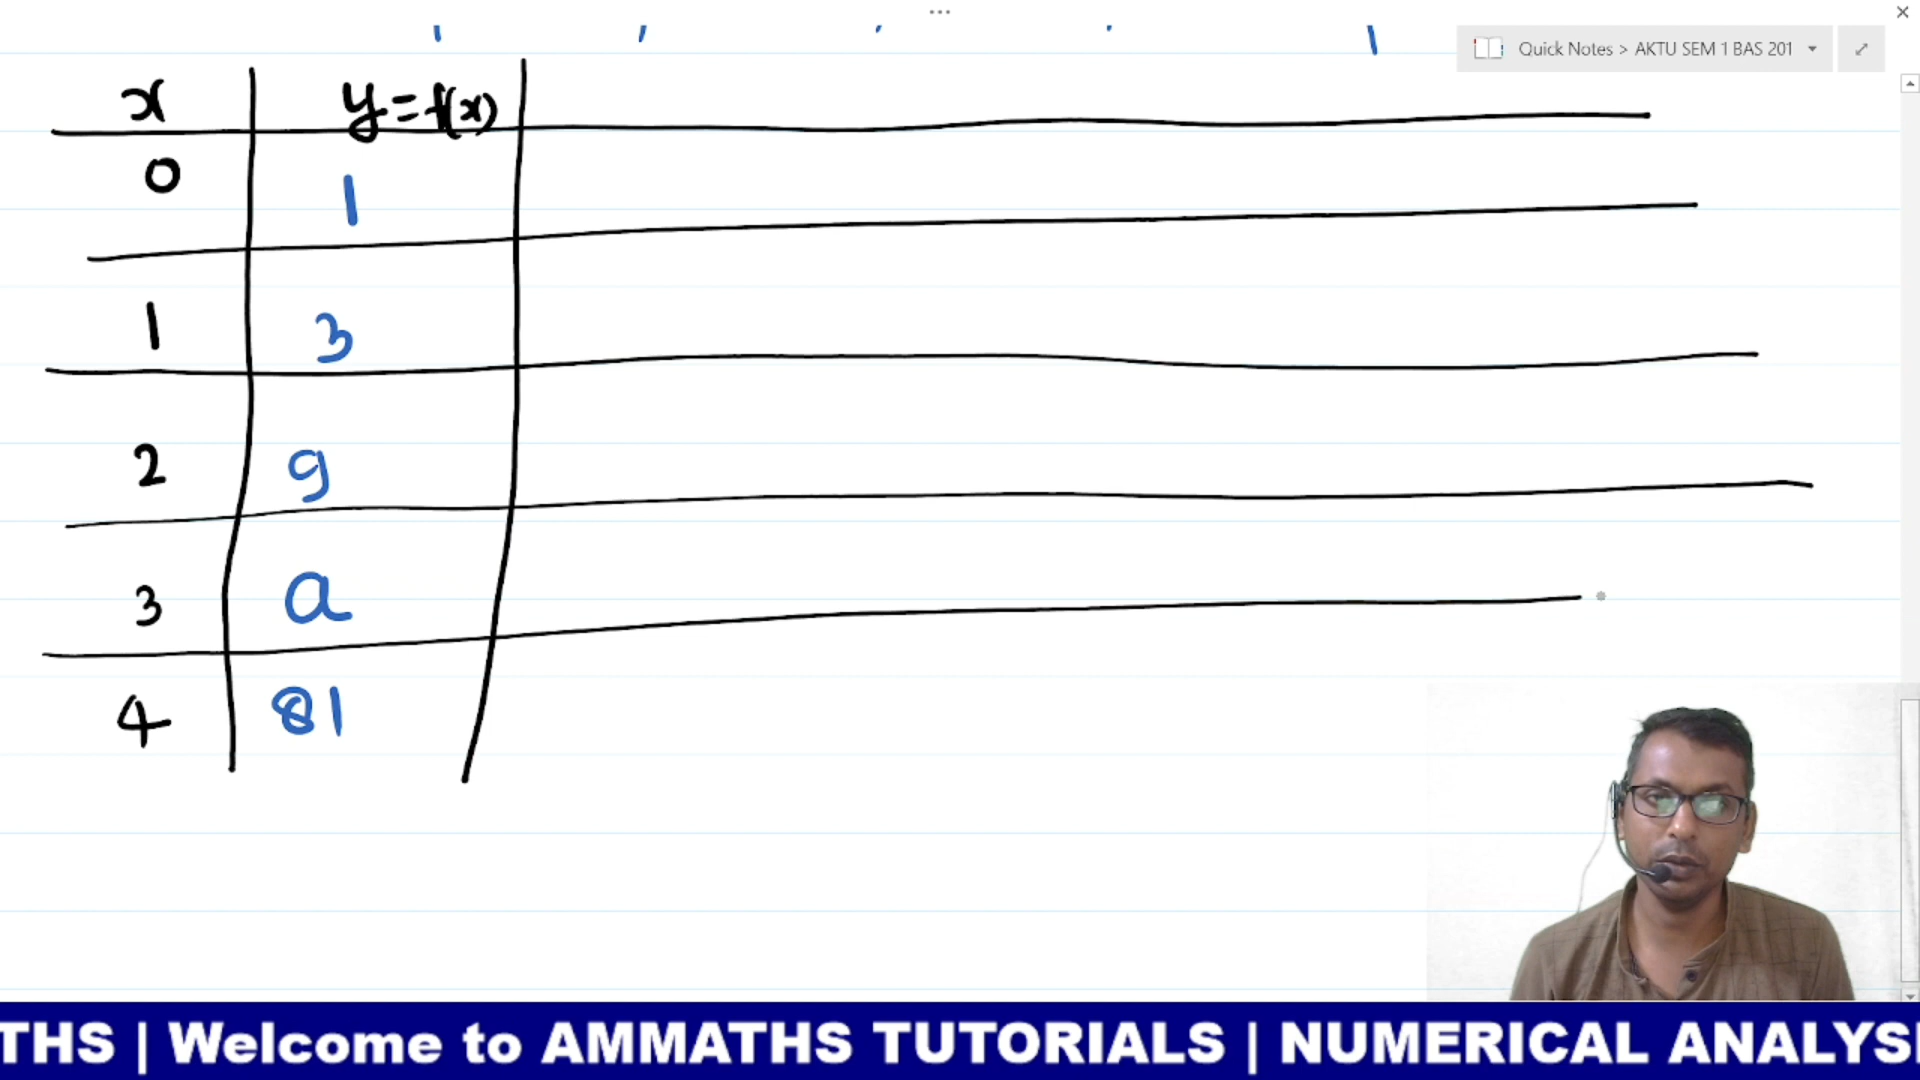 Quick Notes > AKTU SEM 1 BAS 201
x y=f(x)
0 1
1 3
2 9
3 a
4 81
THS | Welcome to AMMATHS TUTORIALS | NUMERICAL ANALYS